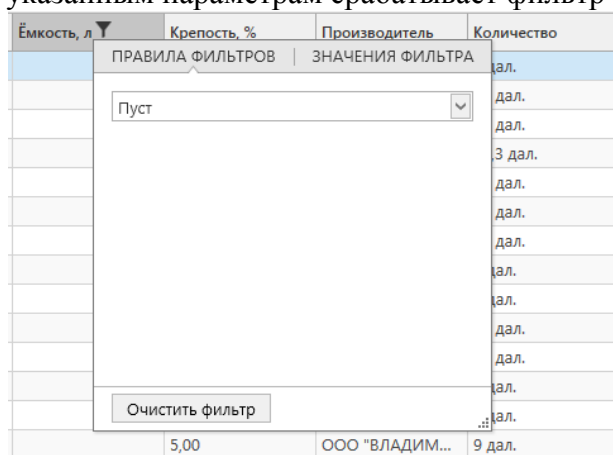 указанным параметрам срабатывает фильтр
Ёмкость, л Крепость, % Производитель Количество
ПРАВИЛА ФИЛЬТРОВ | ЗНАЧЕНИЯ ФИЛЬТРА
дал.
Пуст
дал.
дал.
,3 дал.
дал.
дал.
дал.
дал.
дал.
дал.
дал.
дал.
Очистить фильтр
дал.
5,00 ООО "ВЛАДИМ... 9 дал.